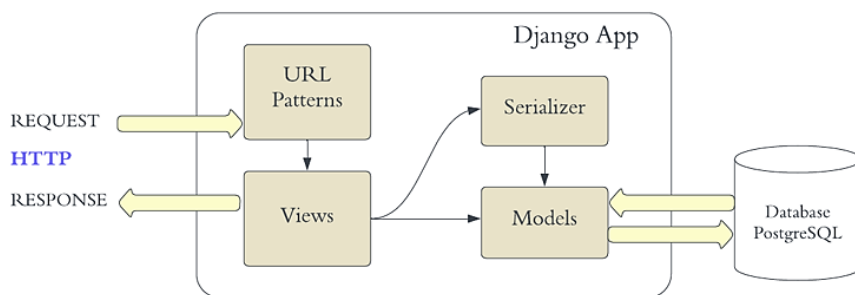 Django App
URL
Patterns
Serializer
REQUEST
HTTP
RESPONSE
Views
Models
Database
PostgreSQL